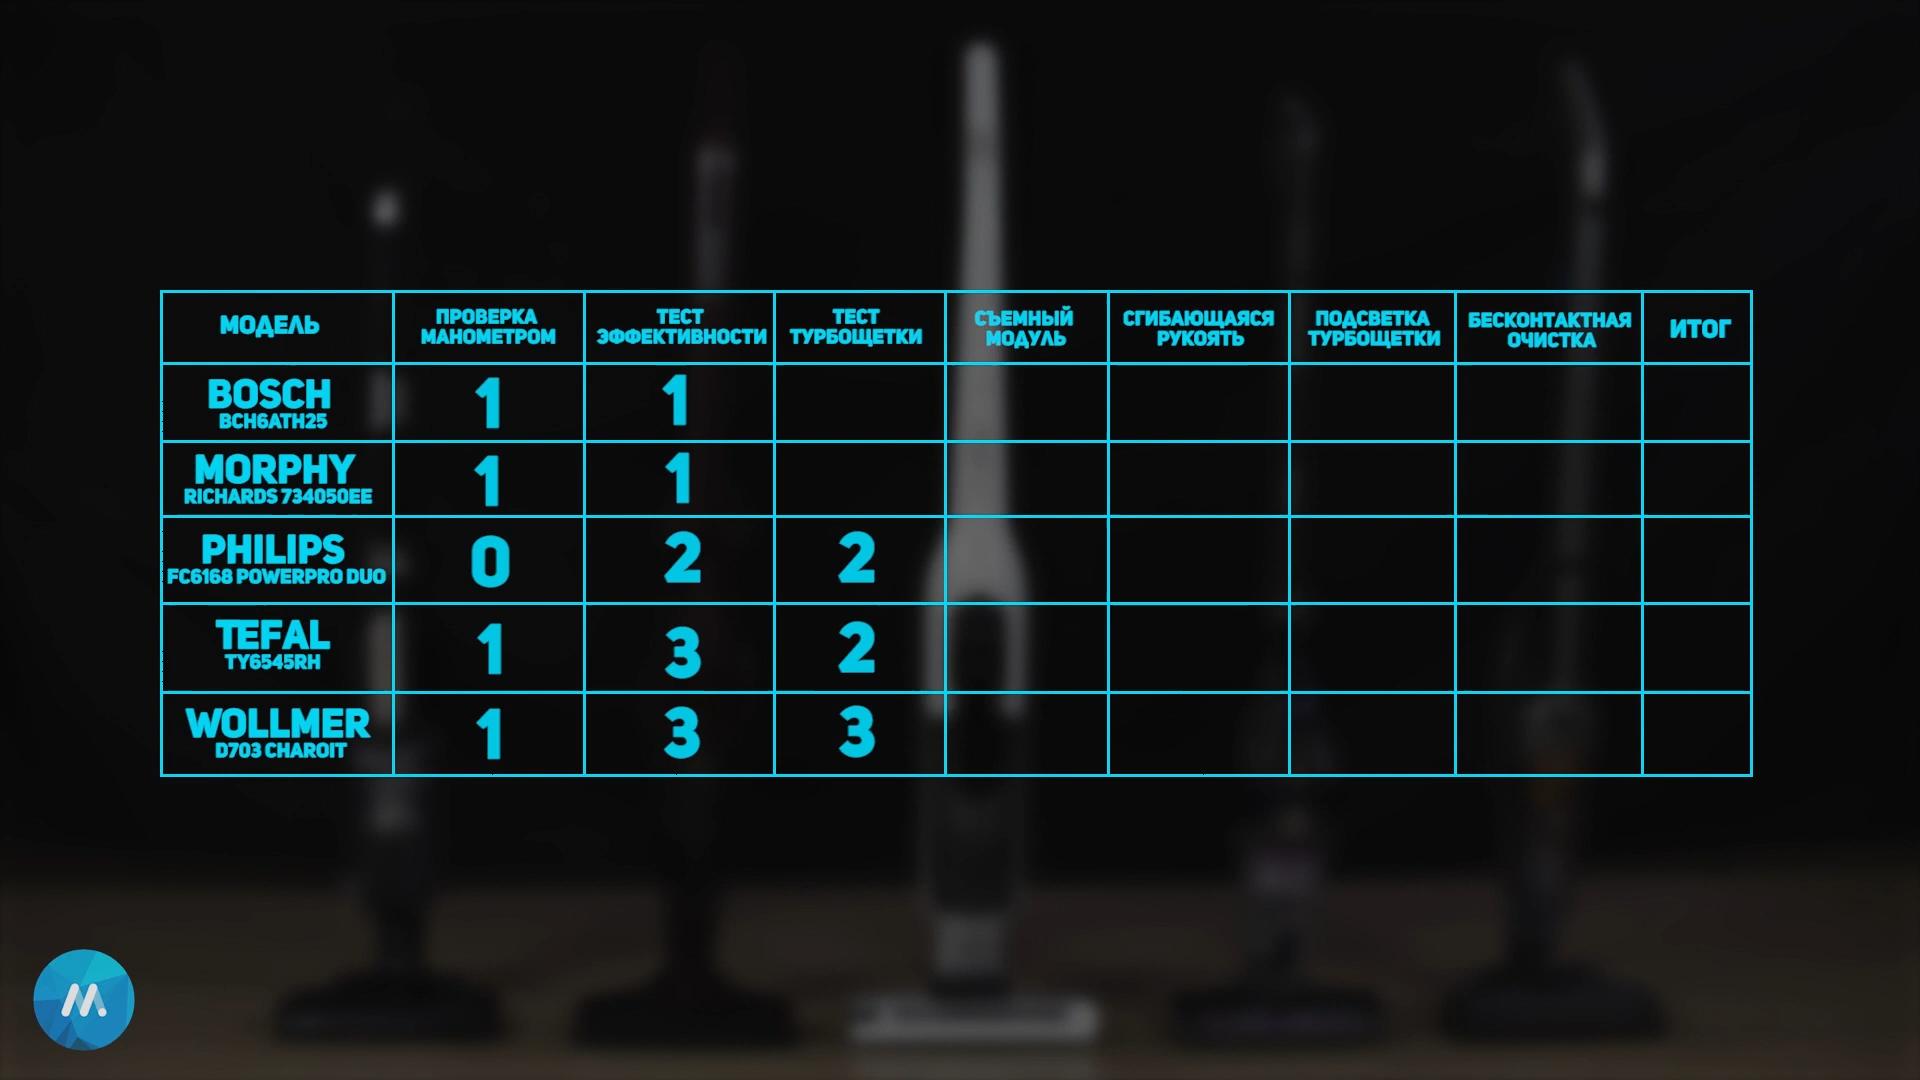 МОДЕЛЬ
ПРОВЕРКА
МАНОМЕТРОМ
ТЕСТ
ЭФФЕКТИВНОСТИ
ТЕСТ
ТУРБОЩЕТКИ
СЪЕМНЫЙ
МОДУЛЬ
СГИБАЮЩАЯСЯ
РУКОЯТЬ
ПОДСВЕТКА
ТУРБОЩЕТКИ
БЕСКОНТАКТНАЯ
ОЧИСТКА
ИТОГ
BOSCH
BCH6ATH25
1
1
MORPHY
RICHARDS 734050EE
1
1
PHILIPS
FC6168 POWERPRO DUO
0
2
2
TEFAL
TY6545RH
1
3
2
WOLLMER
D703 CHAROIT
1
3
3
M.